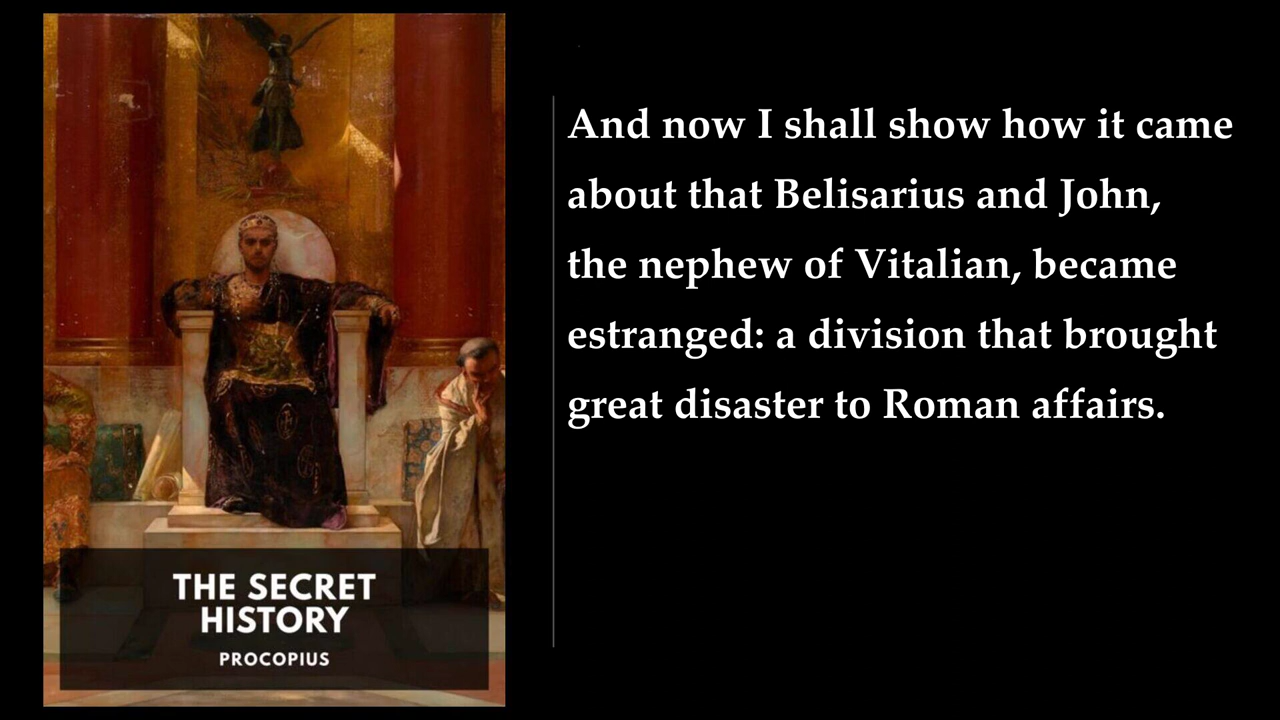 THE SECRET
HISTORY
PROCOPIUS
And now I shall show how it came
about that Belisarius and John,
the nephew of Vitalian, became
estranged: a division that brought
great disaster to Roman affairs.